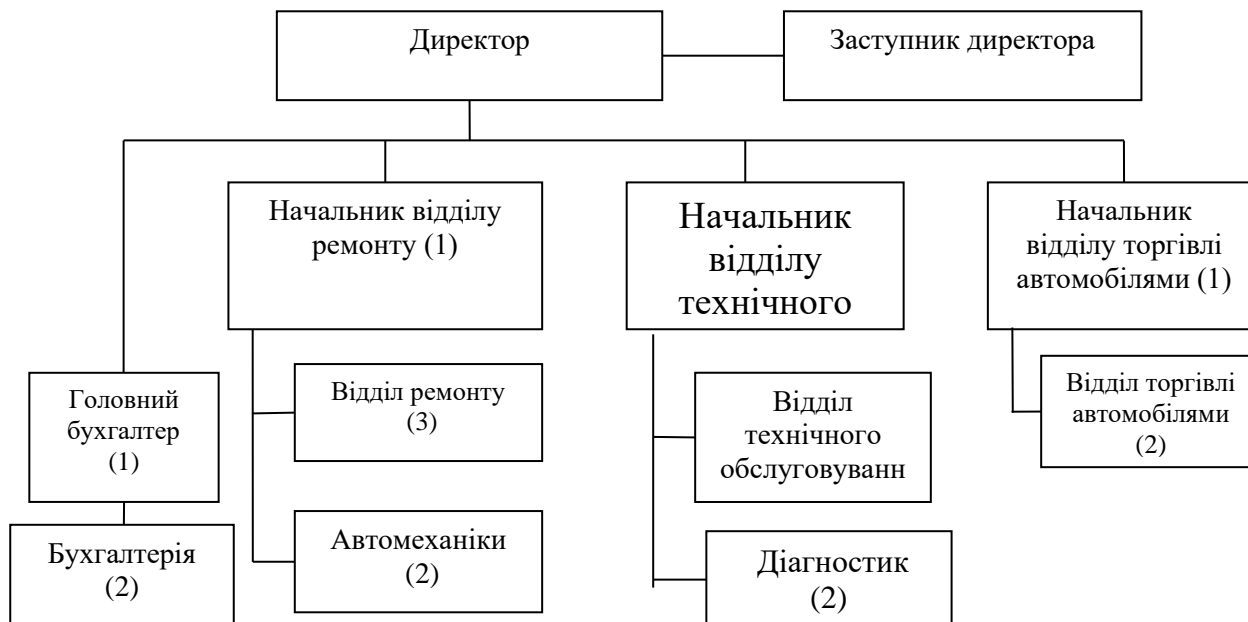 Директор
Заступник директора
Начальник відділу
ремонту (1)
Начальник
відділу
технічного
Начальник
відділу торгівлі
автомобілями (1)
Головний
бухгалтер
(1)
Відділ ремонту
(3)
Відділ
технічного
обслуговуванн
Відділ торгівлі
автомобілями
(2)
Бухгалтерія
(2)
Автомеханіки
(2)
Діагностик
(2)